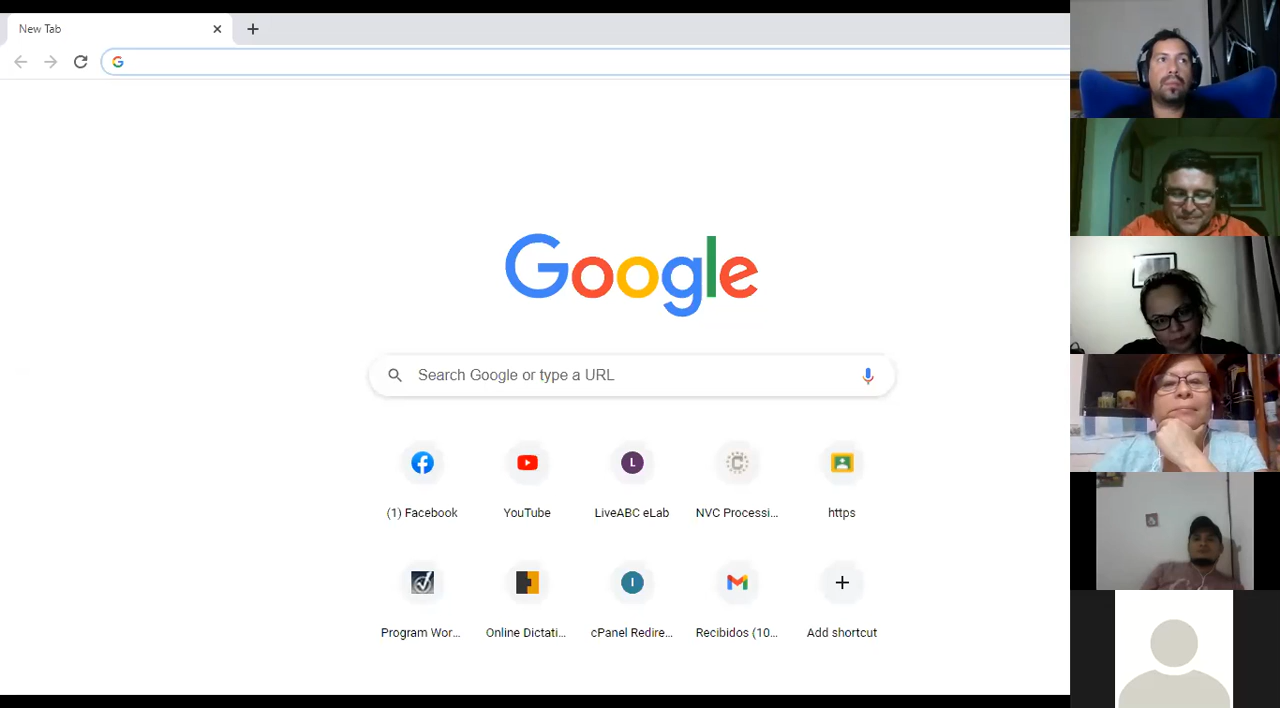 New Tab
Google
Search Google or type a URL
(1) Facebook
YouTube
LiveABC eLab
NVC Processi...
https
Program Wor...
Online Dictati...
cPanel Redire...
Recibidos (10...
Add shortcut